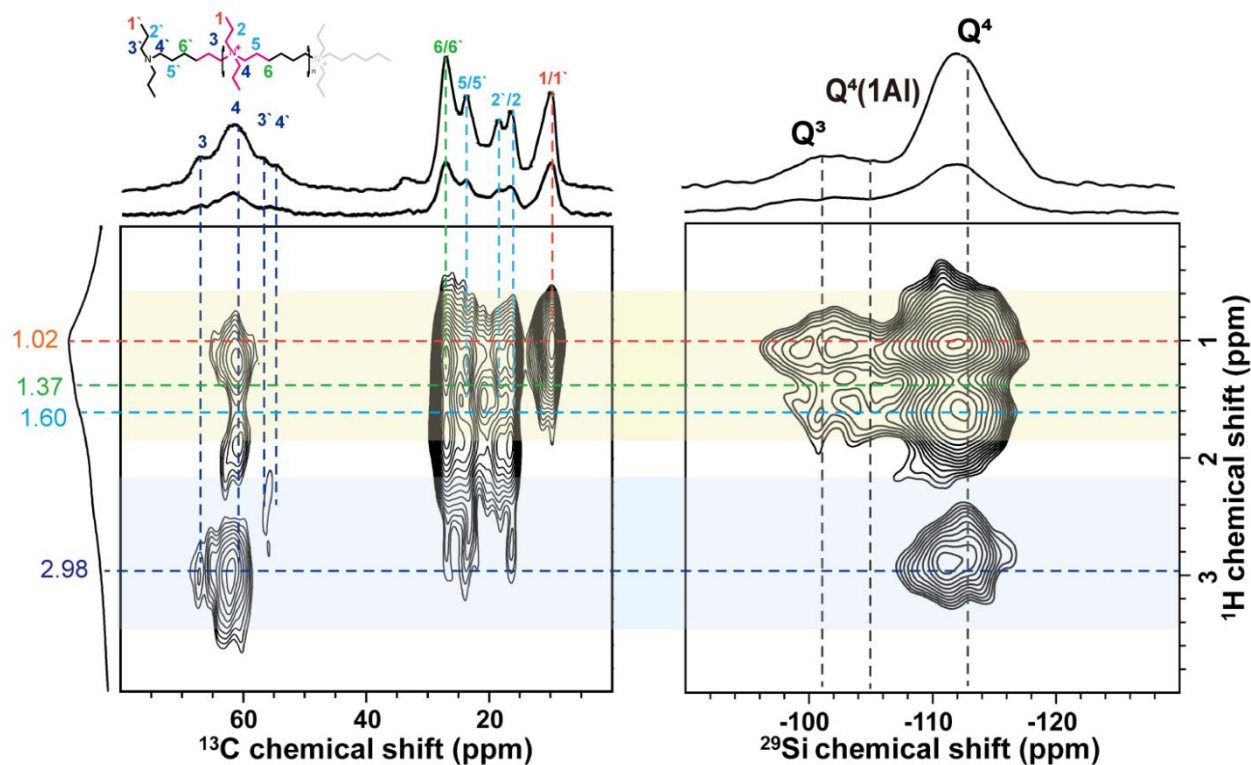 1` 1
2` 2
3` 4` 6` 3 N⁺ 5
N 5` 4 6 n N⁺
6/6`
5/5`
2`/2
1/1`
4
3 3` 4`
Q⁴
Q⁴(1Al)
Q³
1.02
1.37
1.60
2.98
1
2
3
¹H chemical shift (ppm)
60 20
¹³C chemical shift (ppm)
-100 -110 -120
²⁹Si chemical shift (ppm)